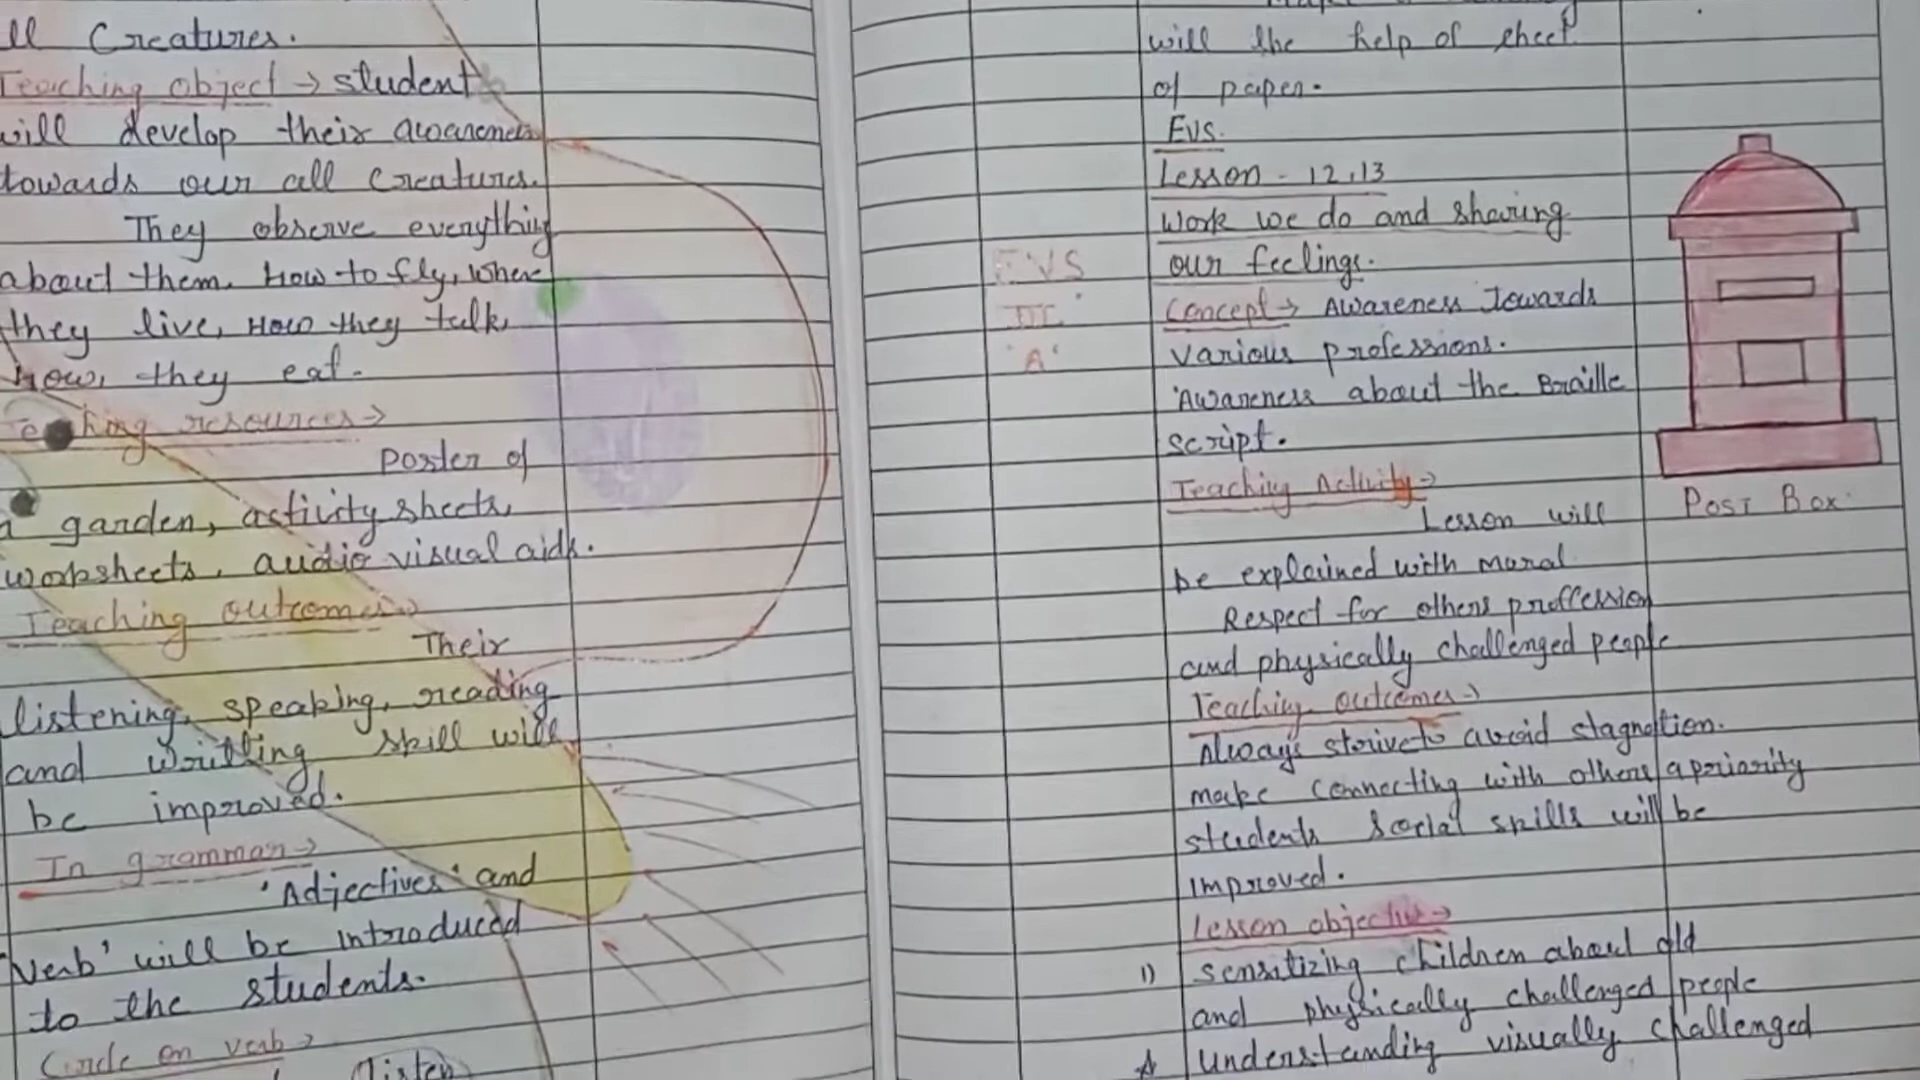 ll Creatures.
Teaching object → student
will develop their awareness
towards our all Creatures.
They observe everything
about them. How to fly, where
they live, How they talk,
how, they eat.
Teaching resources →
Poster of
a garden, activity sheets,
worksheets, audio visual aids.
Teaching outcomes →
Their
listening, speaking, reading
and writting skill will
be improved.
In grammar →
'Adjectives' and
'Verb' will be introduced
to the students.
Circle on verb →
Listen
will the help of sheet
of paper.
EVS.
Lesson - 12,13
Work we do and sharing
our feelings.
EVS
III
'A'
Concept → Awareness Towards
various professions.
Awareness about the Braille
script.
Teaching Activity →
Lesson will
be explained with moral
Respect for others proffession
and physically challenged people
Teaching outcomes →
Always strive to avoid stagnation.
make connecting with others a priority
students social skills will be
improved.
Lesson objective →
1) sensitizing children about old
and physically challenged people
Understanding visually challenged
Post Box